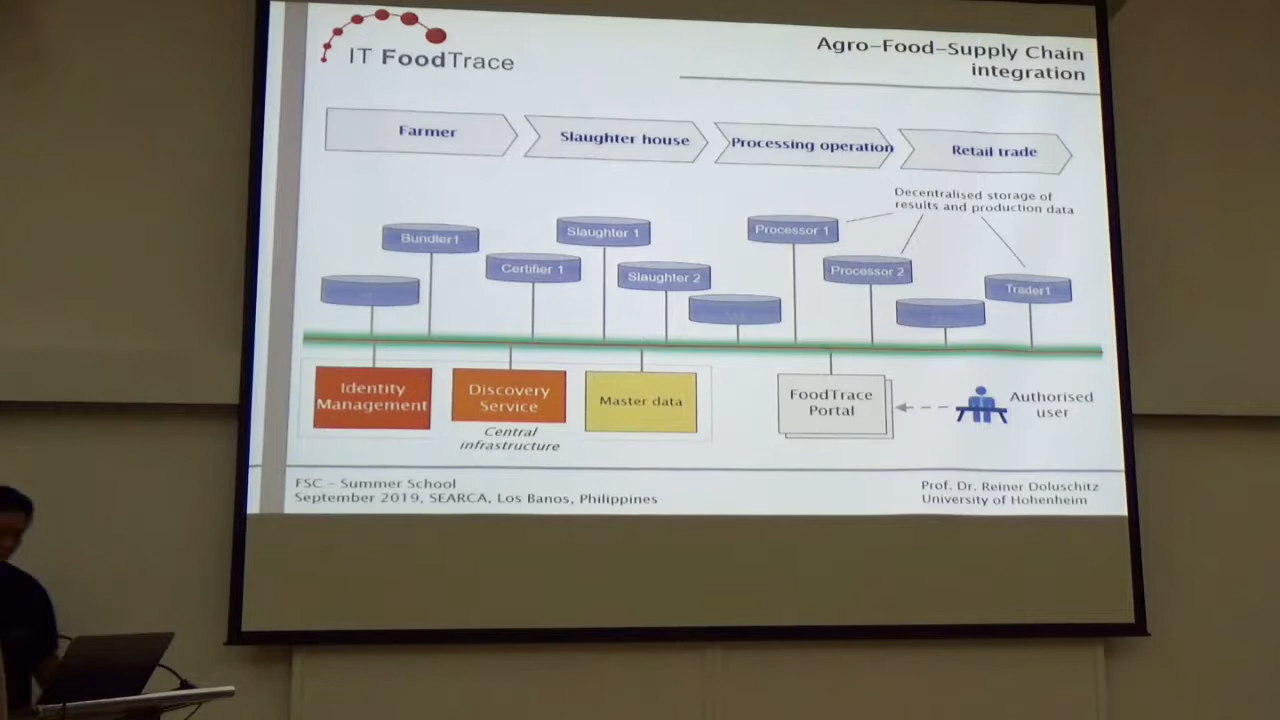 IT FoodTrace
Agro-Food-Supply Chain
integration
Farmer
Slaughter house
Processing operation
Retail trade
Decentralised storage of
results and production data
Bundler1
Certifier 1
Slaughter 1
Slaughter 2
Processor 1
Processor 2
Trader1
Identity
Management
Discovery
Service
Master data
Central
infrastructure
FoodTrace
Portal
Authorised
user
FSC - Summer School
September 2019, SEARCA, Los Banos, Philippines
Prof. Dr. Reiner Doluschitz
University of Hohenheim